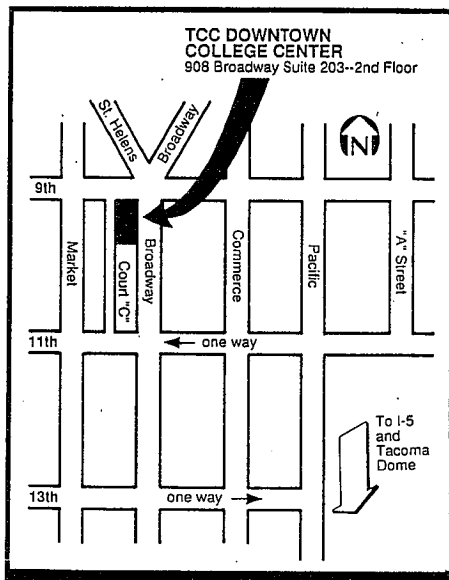 TCC DOWNTOWN
COLLEGE CENTER
908 Broadway Suite 203--2nd Floor
St. Helens
Broadway
N
9th
Market
Court "C"
Broadway
Commerce
Pacific
"A" Street
11th
← one way
To I-5
and
Tacoma
Dome
13th
one way →